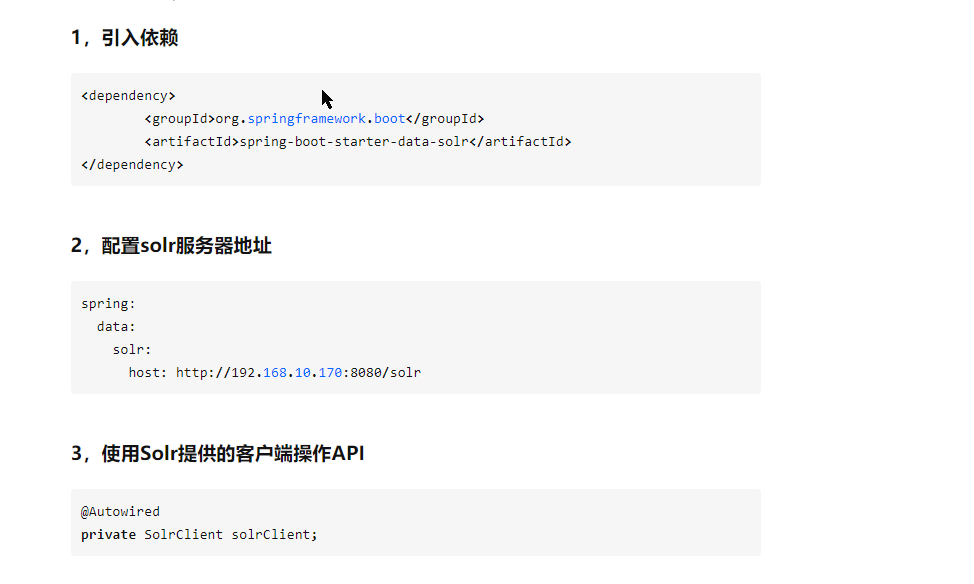 1，引入依赖
<dependency>
        <groupId>org.springframework.boot</groupId>
        <artifactId>spring-boot-starter-data-solr</artifactId>
</dependency>
2，配置solr服务器地址
spring:
  data:
    solr:
      host: http://192.168.10.170:8080/solr
3，使用Solr提供的客户端操作API
@Autowired
private SolrClient solrClient;